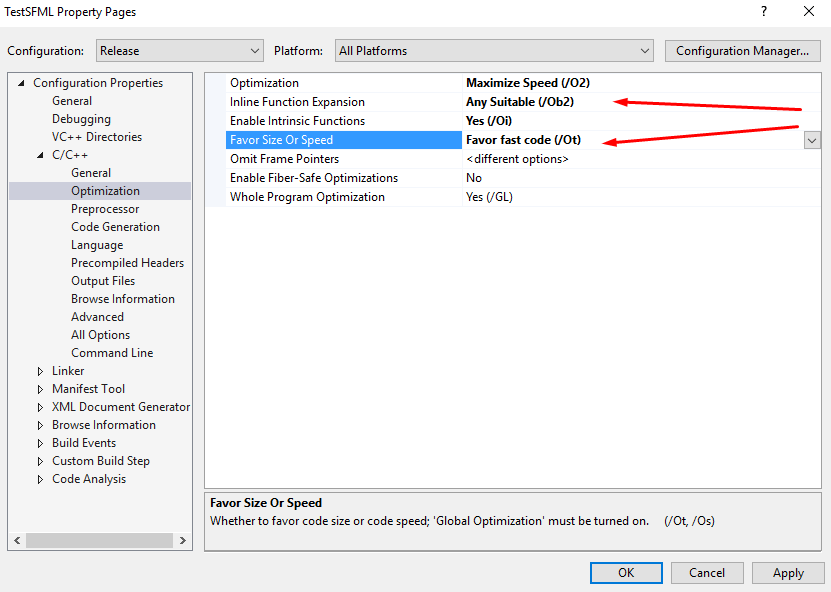 TestSFML Property Pages
?
Configuration: Release Platform: All Platforms Configuration Manager...
Configuration Properties
General
Debugging
VC++ Directories
C/C++
General
Optimization
Preprocessor
Code Generation
Language
Precompiled Headers
Output Files
Browse Information
Advanced
All Options
Command Line
Linker
Manifest Tool
XML Document Generator
Browse Information
Build Events
Custom Build Step
Code Analysis
Optimization Maximize Speed (/O2)
Inline Function Expansion Any Suitable (/Ob2)
Enable Intrinsic Functions Yes (/Oi)
Favor Size Or Speed Favor fast code (/Ot)
Omit Frame Pointers <different options>
Enable Fiber-Safe Optimizations No
Whole Program Optimization Yes (/GL)
Favor Size Or Speed
Whether to favor code size or code speed; 'Global Optimization' must be turned on. (/Ot, /Os)
OK Cancel Apply